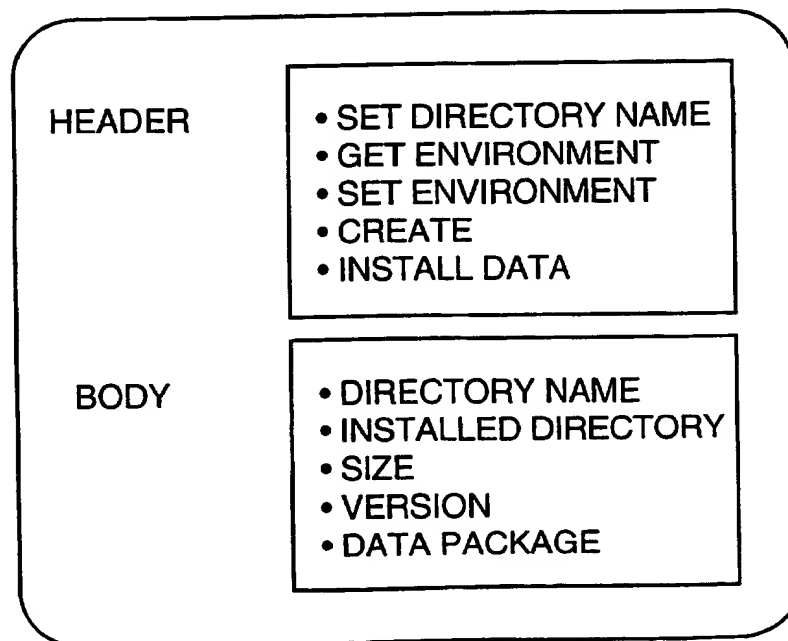 HEADER
• SET DIRECTORY NAME
• GET ENVIRONMENT
• SET ENVIRONMENT
• CREATE
• INSTALL DATA
BODY
• DIRECTORY NAME
• INSTALLED DIRECTORY
• SIZE
• VERSION
• DATA PACKAGE